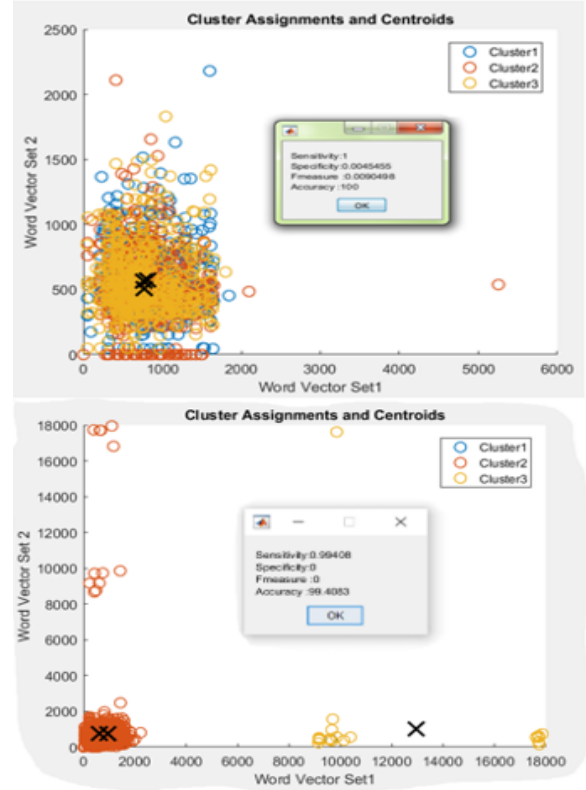 Cluster Assignments and Centroids
2500
2000
1500
1000
500
0
0
1000
2000
3000
4000
5000
6000
Word Vector Set 2
Word Vector Set1
Cluster1
Cluster2
Cluster3
Sensitivity:1
Specificity:0.0045455
Fmeasure :0.0090498
Accuracy :100
OK
Cluster Assignments and Centroids
18000
16000
14000
12000
10000
8000
6000
4000
2000
0
0
2000
4000
6000
8000
10000
12000
14000
16000
18000
Word Vector Set 2
Word Vector Set1
Cluster1
Cluster2
Cluster3
Sensitivity:0.99408
Specificity:0
Fmeasure :0
Accuracy :99.4083
OK